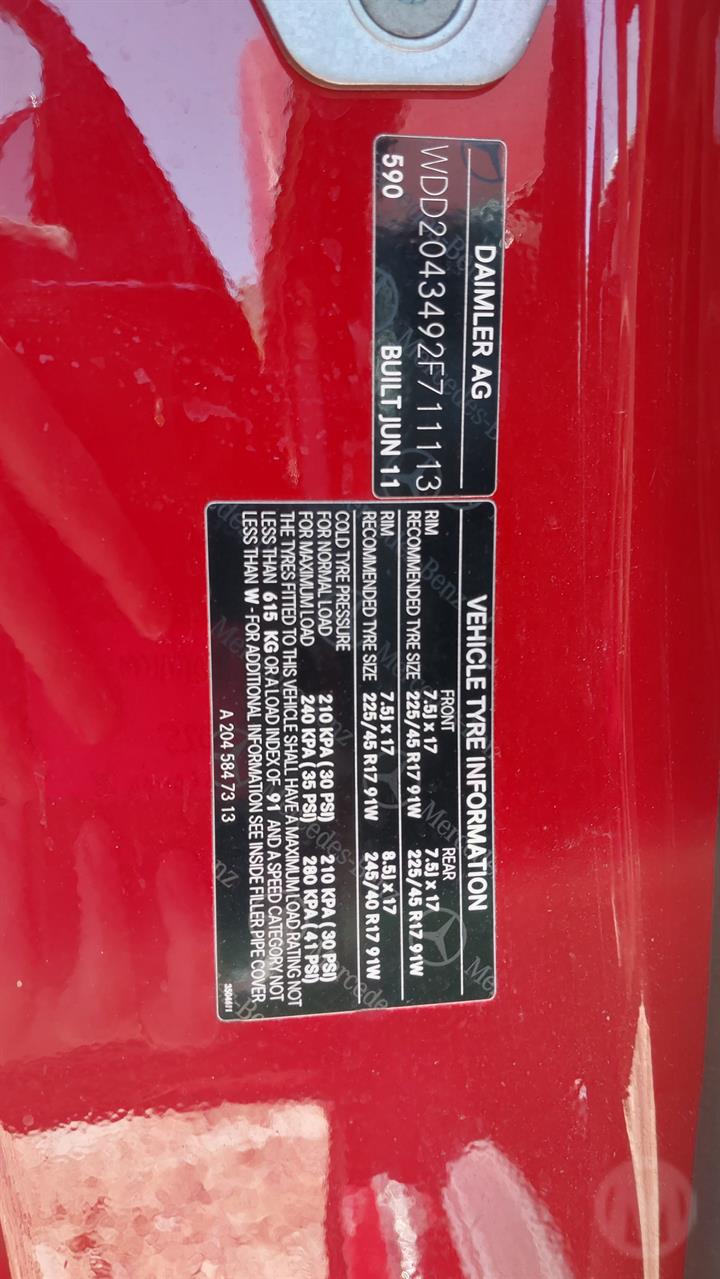 DAIMLER AG
WDD2043492F711113
590 BUILT JUN 11
VEHICLE TYRE INFORMATION
FRONT REAR
RIM 7.5J x 17 7.5J x 17
RECOMMENDED TYRE SIZE 225/45 R17 91W 225/45 R17 91W
RIM 7.5J x 17 8.5J x 17
RECOMMENDED TYRE SIZE 225/45 R17 91W 245/40 R17 91W
COLD TYRE PRESSURE
FOR NORMAL LOAD 210 KPA ( 30 PSI) 210 KPA ( 30 PSI)
FOR MAXIMUM LOAD 240 KPA ( 35 PSI) 280 KPA ( 41 PSI)
THE TYRES FITTED TO THIS VEHICLE SHALL HAVE A MAXIMUM LOAD RATING NOT
LESS THAN 615 KG OR A LOAD INDEX OF 91 AND A SPEED CATEGORY NOT
LESS THAN W - FOR ADDITIONAL INFORMATION SEE INSIDE FILLER PIPE COVER
A 204 584 73 13